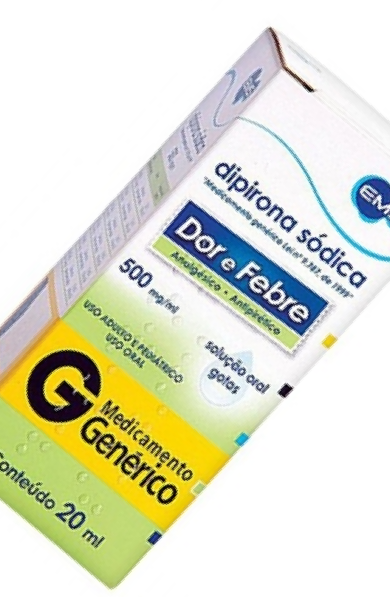 EMS
dipirona sódica
"Medicamento genérico Lei nº 9.787, de 1999"
Dor e Febre
Analgésico • Antipirético
500 mg/ml
solução oral
gotas
USO ADULTO E PEDIÁTRICO
USO ORAL
G
Medicamento
Genérico
Conteúdo 20 ml